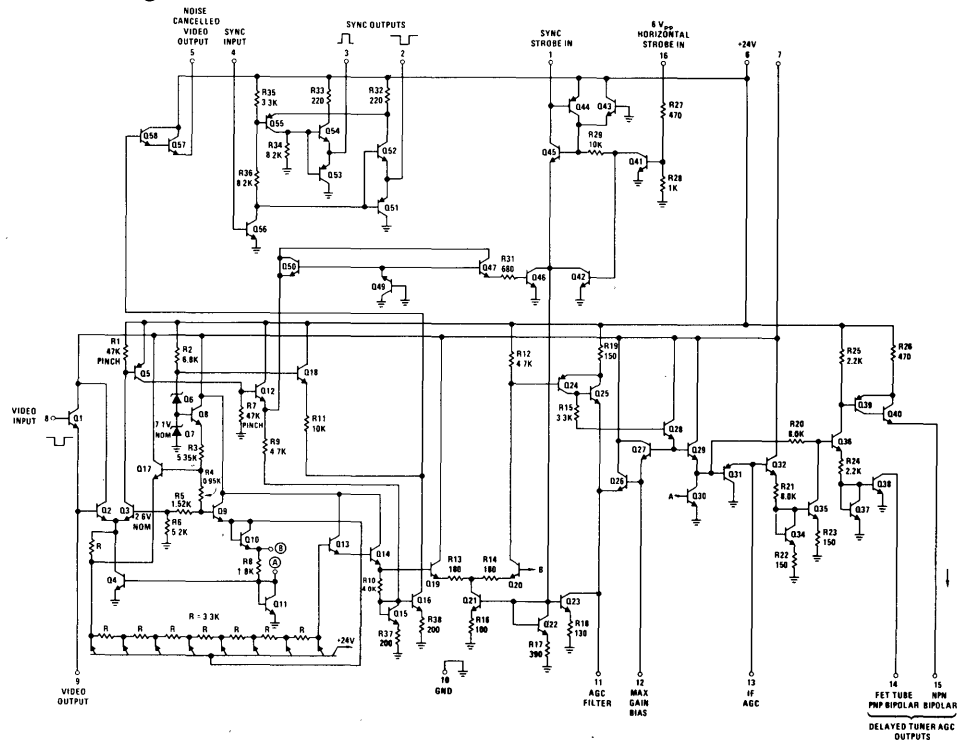 NOISE
CANCELLED
VIDEO
OUTPUT
5
SYNC
INPUT
4
SYNC OUTPUTS
3
2
SYNC
STROBE IN
1
6 Vpp
HORIZONTAL
STROBE IN
16
+24V
6
7
Q58
Q57
R35
3 3K
R33
220
R32
220
Q55
Q54
R34
8.2K
Q53
Q52
R36
8 2K
Q51
Q56
Q44
Q43
R27
470
R29
10K
Q45
Q41
R28
1K
Q50
Q47
R31
680
Q46
Q42
Q49
R1
47K
PINCH
Q5
R2
6.8K
Q18
Q12
R12
4 7K
R19
150
R25
2.2K
R26
470
Q6
Q8
7 1V
NOM
Q7
R7
47K
PINCH
R11
10K
R9
4 7K
Q24
Q25
R15
3 3K
Q28
Q39
Q40
VIDEO
INPUT
8
Q1
R3
5 35K
Q17
R4
0.95K
Q27
Q29
R20
8.0K
Q36
Q26
Q31
Q32
R24
2.2K
Q38
Q2
Q3
2.6V
NOM
R5
1.52K
Q9
R6
5.2K
A
Q30
R21
8.0K
Q35
Q37
Q10
B
R
R8
1 8K
A
Q13
Q14
R23
150
Q34
R22
150
Q4
Q11
R10
4.0K
Q19
R13
180
R14
180
Q20
B
Q15
Q16
Q21
Q23
R = 3 3K
R
R
R
R
R
R
R
R37
200
R38
200
R16
100
Q22
R18
130
R17
390
+24V
9
VIDEO
OUTPUT
10
GND
11
AGC
FILTER
12
MAX
GAIN
BIAS
13
IF
AGC
14
FET TUBE
PNP BIPOLAR
15
NPN
BIPOLAR
DELAYED TUNER AGC
OUTPUTS